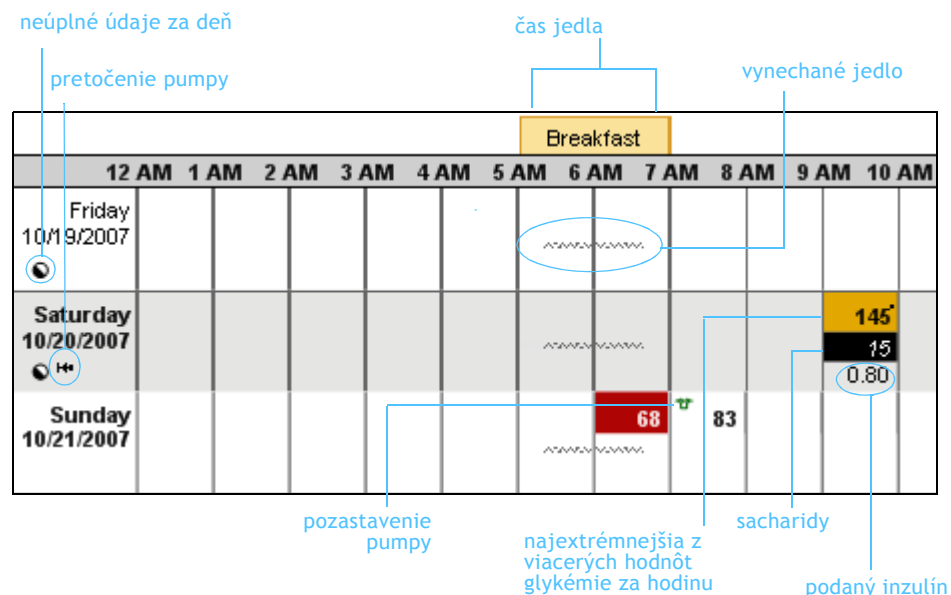 neúplné údaje za deň
čas jedla
pretočenie pumpy
vynechané jedlo
Breakfast
12 AM 1 AM 2 AM 3 AM 4 AM 5 AM 6 AM 7 AM 8 AM 9 AM 10 AM
Friday
10/19/2007
Saturday
10/20/2007
145
15
0.80
Sunday
10/21/2007
68
83
pozastavenie
pumpy
najextrémnejšia z
viacerých hodnôt
glykémie za hodinu
sacharidy
podaný inzulín